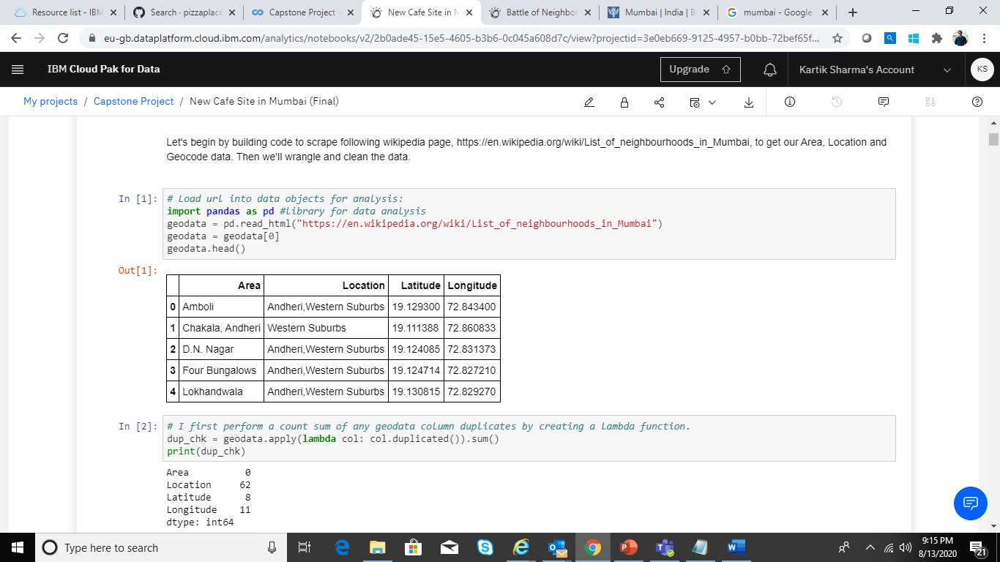 Resource list - IBM
Search · pizzaplace
Capstone Project -
New Cafe Site in M
Battle of Neighbor
Mumbai | India | B
mumbai - Google
eu-gb.dataplatform.cloud.ibm.com/analytics/notebooks/v2/2b0ade45-15e5-4605-b3b6-0c045a608d7c/view?projectid=3e0eb669-9125-4957-b0bb-72bef65f...
IBM Cloud Pak for Data
Upgrade
Kartik Sharma's Account
KS
My projects / Capstone Project / New Cafe Site in Mumbai (Final)
Let's begin by building code to scrape following wikipedia page, https://en.wikipedia.org/wiki/List_of_neighbourhoods_in_Mumbai, to get our Area, Location and
Geocode data. Then we'll wrangle and clean the data.
In [1]: # Load url into data objects for analysis:
import pandas as pd #library for data analysis
geodata = pd.read_html("https://en.wikipedia.org/wiki/List_of_neighbourhoods_in_Mumbai")
geodata = geodata[0]
geodata.head()
Out[1]:
Area Location Latitude Longitude
0 Amboli Andheri,Western Suburbs 19.129300 72.843400
1 Chakala, Andheri Western Suburbs 19.111388 72.860833
2 D.N. Nagar Andheri,Western Suburbs 19.124085 72.831373
3 Four Bungalows Andheri,Western Suburbs 19.124714 72.827210
4 Lokhandwala Andheri,Western Suburbs 19.130815 72.829270
In [2]: # I first perform a count sum of any geodata column duplicates by creating a lambda function.
dup_chk = geodata.apply(lambda col: col.duplicated()).sum()
print(dup_chk)
Area 0
Location 62
Latitude 8
Longitude 11
dtype: int64
Type here to search
9:15 PM
8/13/2020
21